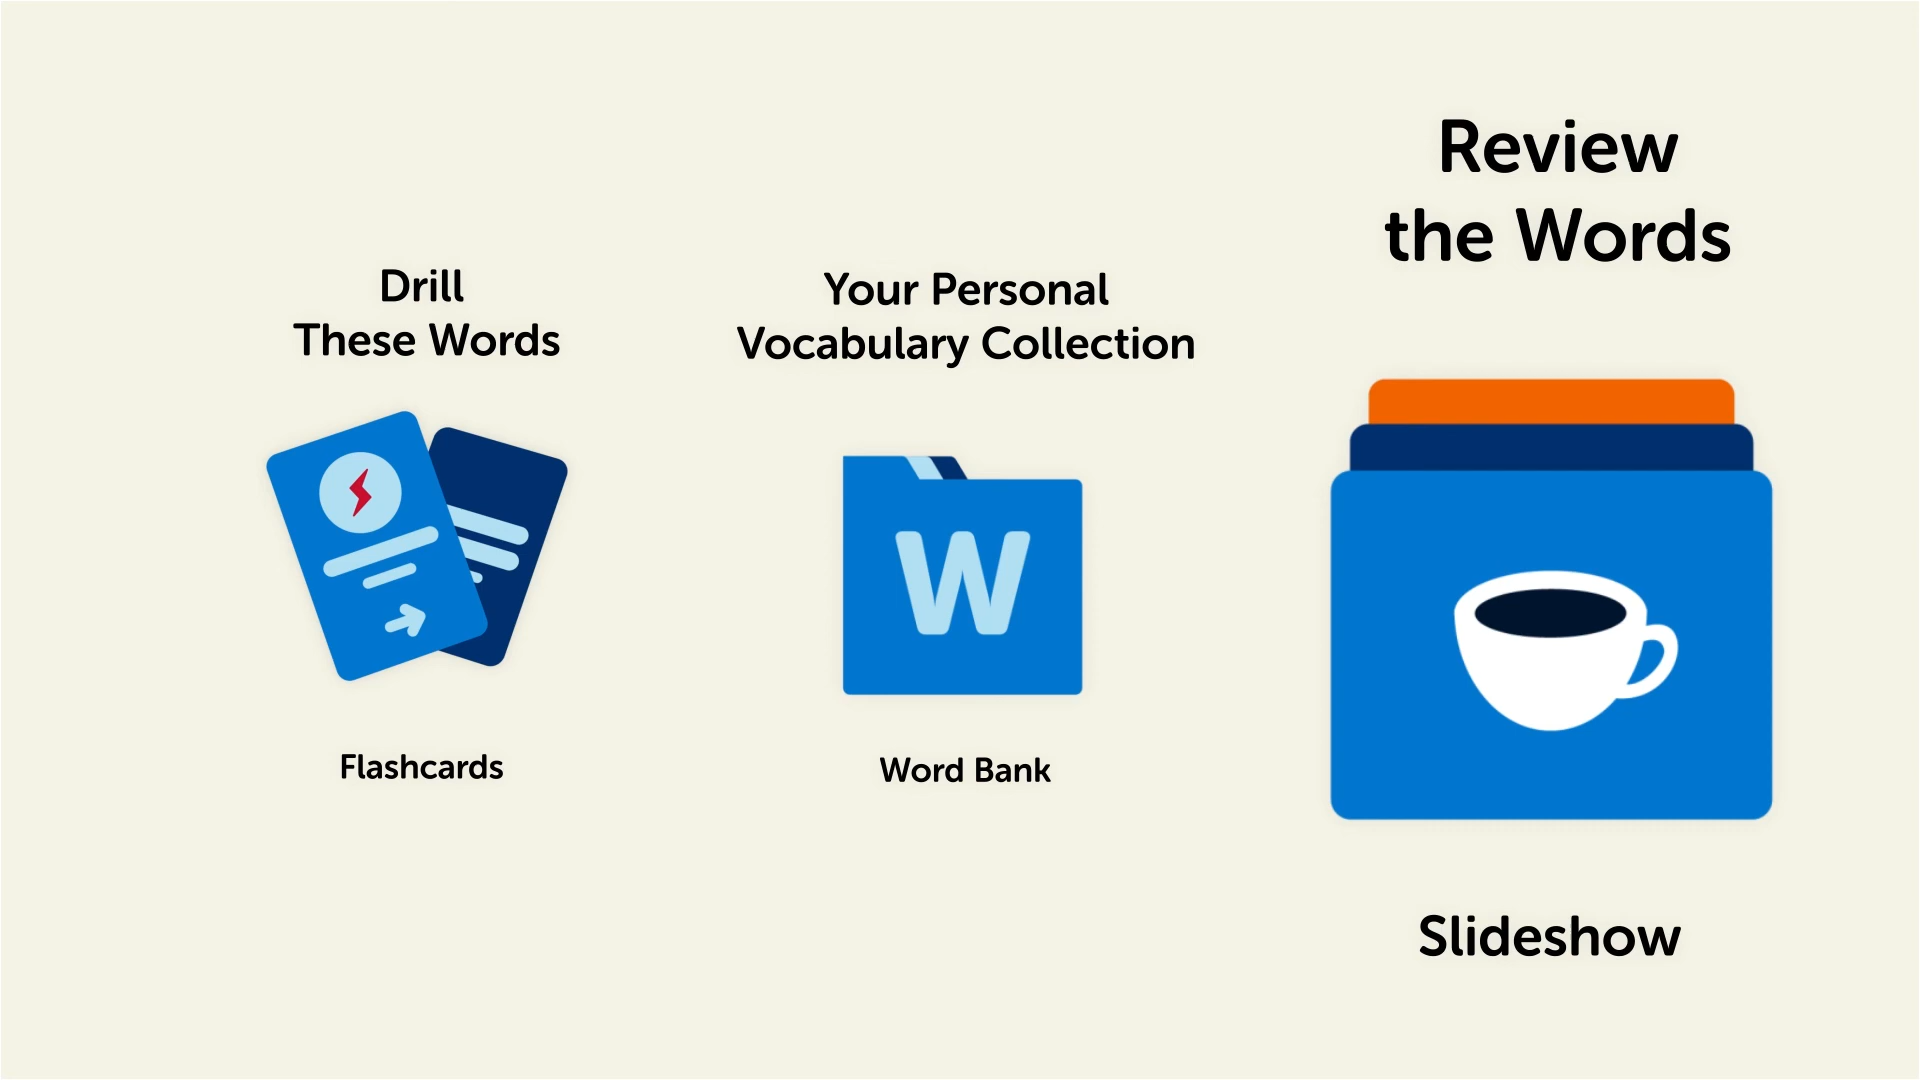 Drill
These Words
Flashcards
Your Personal
Vocabulary Collection
W
Word Bank
Review
the Words
Slideshow